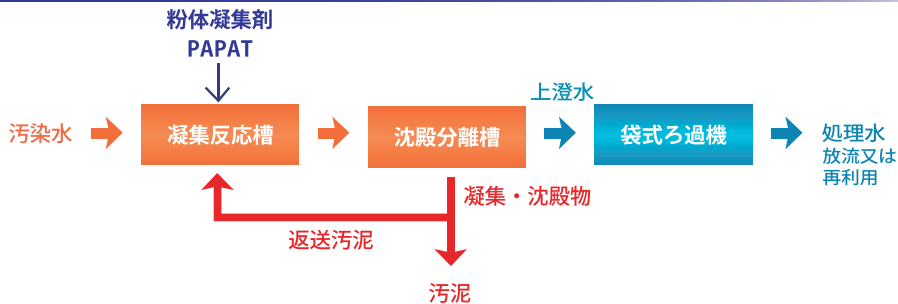 粉体凝集剤
PAPAT
汚染水
凝集反応槽
沈殿分離槽
上澄水
袋式ろ過機
処理水
放流又は
再利用
凝集・沈殿物
返送汚泥
汚泥